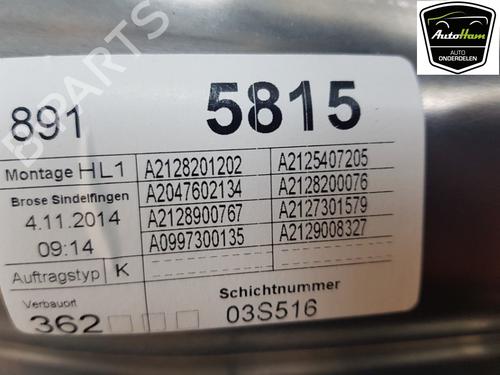 AutoHam
AUTO
ONDERDELEN
B-PARTS
891 5815
Montage HL1 A2128201202 A2125407205
Brose Sindelfingen A2047602134 A2128200076
4.11.2014 A2128900767 A2127301579
09:14 A0997300135 A2129008327
Auftragstyp K
Verbauort Schichtnummer
362 03S516